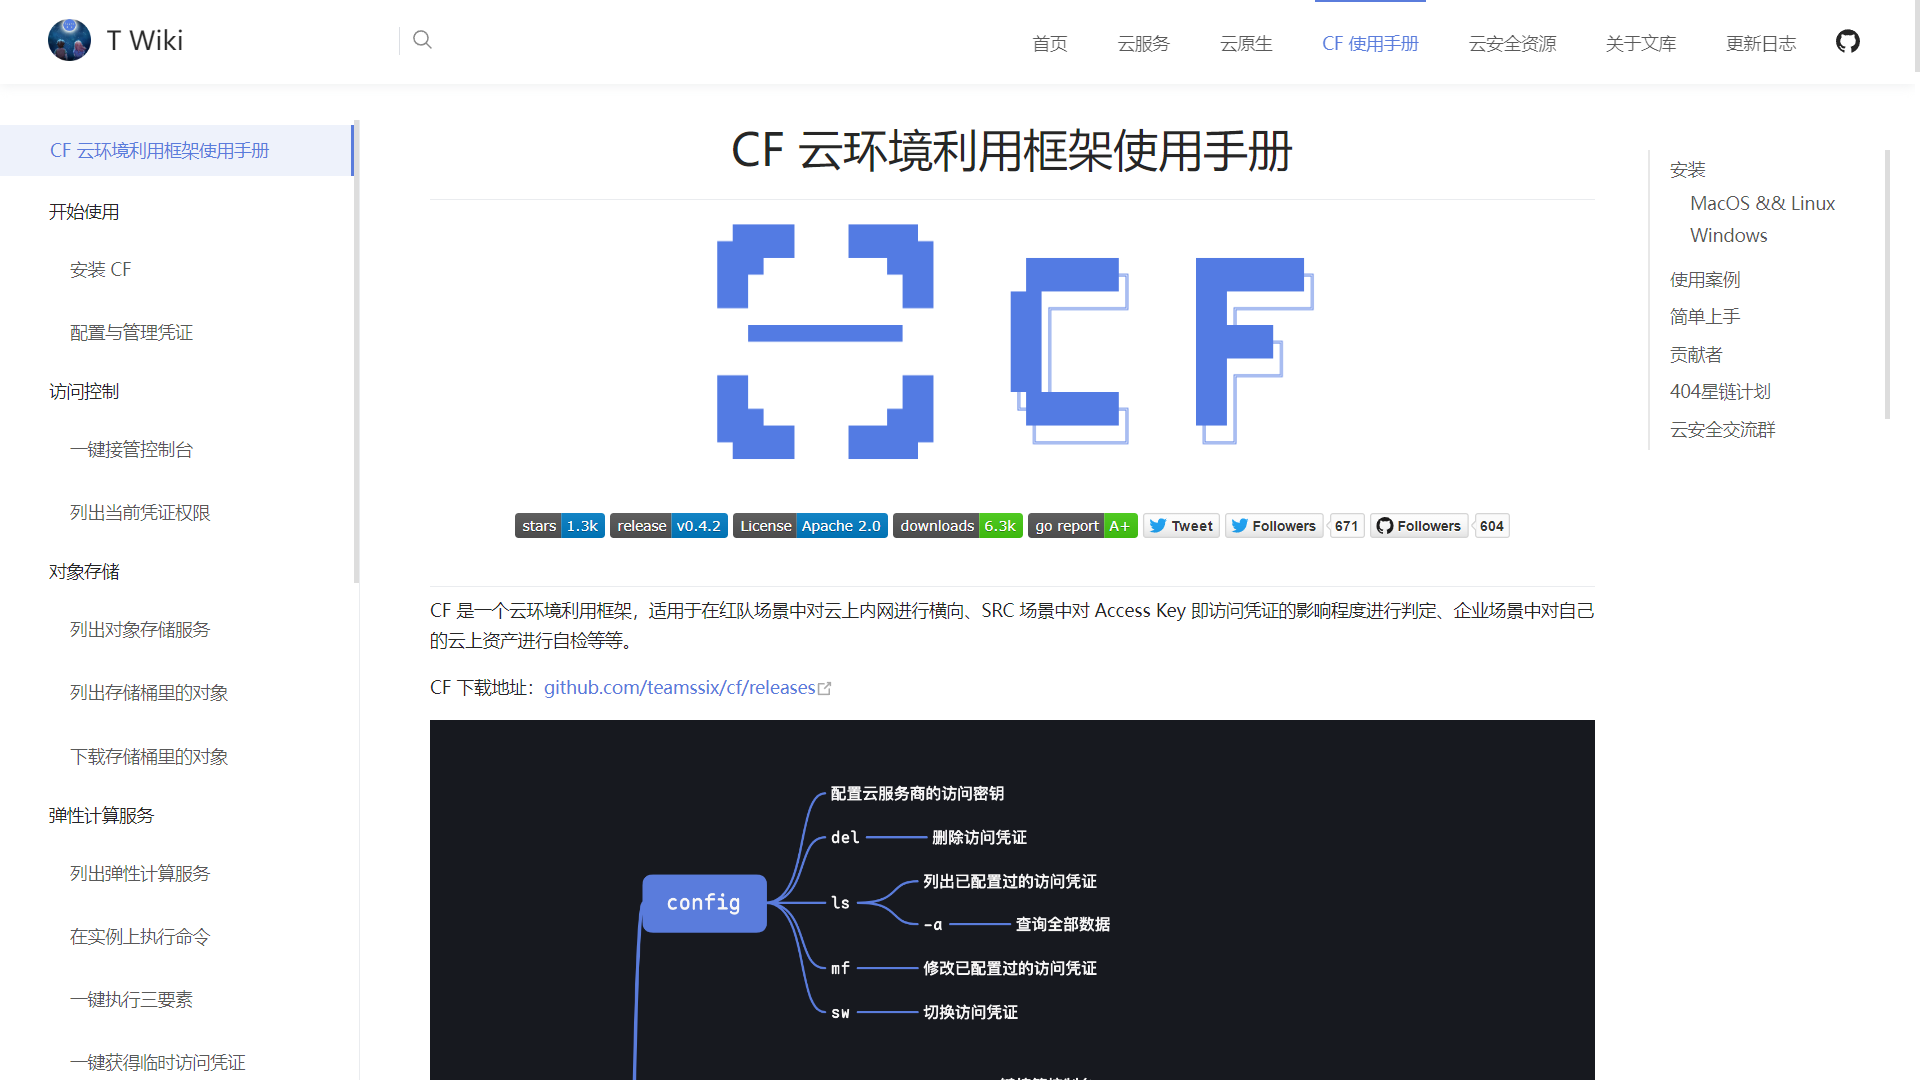 T Wiki
首页
云服务
云原生
CF 使用手册
云安全资源
关于文库
更新日志
CF 云环境利用框架使用手册
开始使用
安装 CF
配置与管理凭证
访问控制
一键接管控制台
列出当前凭证权限
对象存储
列出对象存储服务
列出存储桶里的对象
下载存储桶里的对象
弹性计算服务
列出弹性计算服务
在实例上执行命令
一键执行三要素
一键获得临时访问凭证
CF 云环境利用框架使用手册
CF
stars 1.3k
release v0.4.2
License Apache 2.0
downloads 6.3k
go report A+
Tweet
Followers 671
Followers 604
CF 是一个云环境利用框架，适用于在红队场景中对云上内网进行横向、SRC 场景中对 Access Key 即访问凭证的影响程度进行判定、企业场景中对自己
的云上资产进行自检等等。
CF 下载地址：github.com/teamssix/cf/releases
配置云服务商的访问密钥
del 删除访问凭证
列出已配置过的访问凭证
config
ls
-a 查询全部数据
mf 修改已配置过的访问凭证
sw 切换访问凭证
安装
MacOS && Linux
Windows
使用案例
简单上手
贡献者
404星链计划
云安全交流群